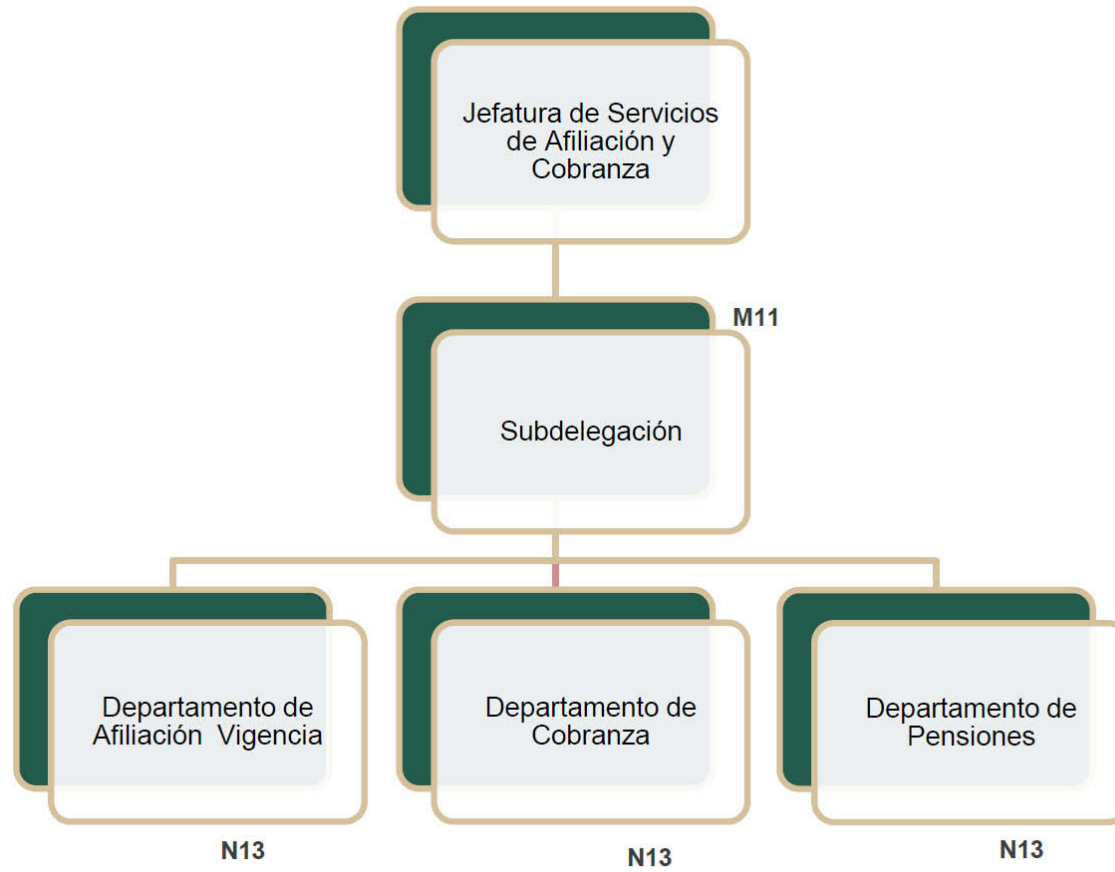 Jefatura de Servicios
de Afiliación y
Cobranza
M11
Subdelegación
Departamento de
Afiliación  Vigencia
N13
Departamento de
Cobranza
N13
Departamento de
Pensiones
N13